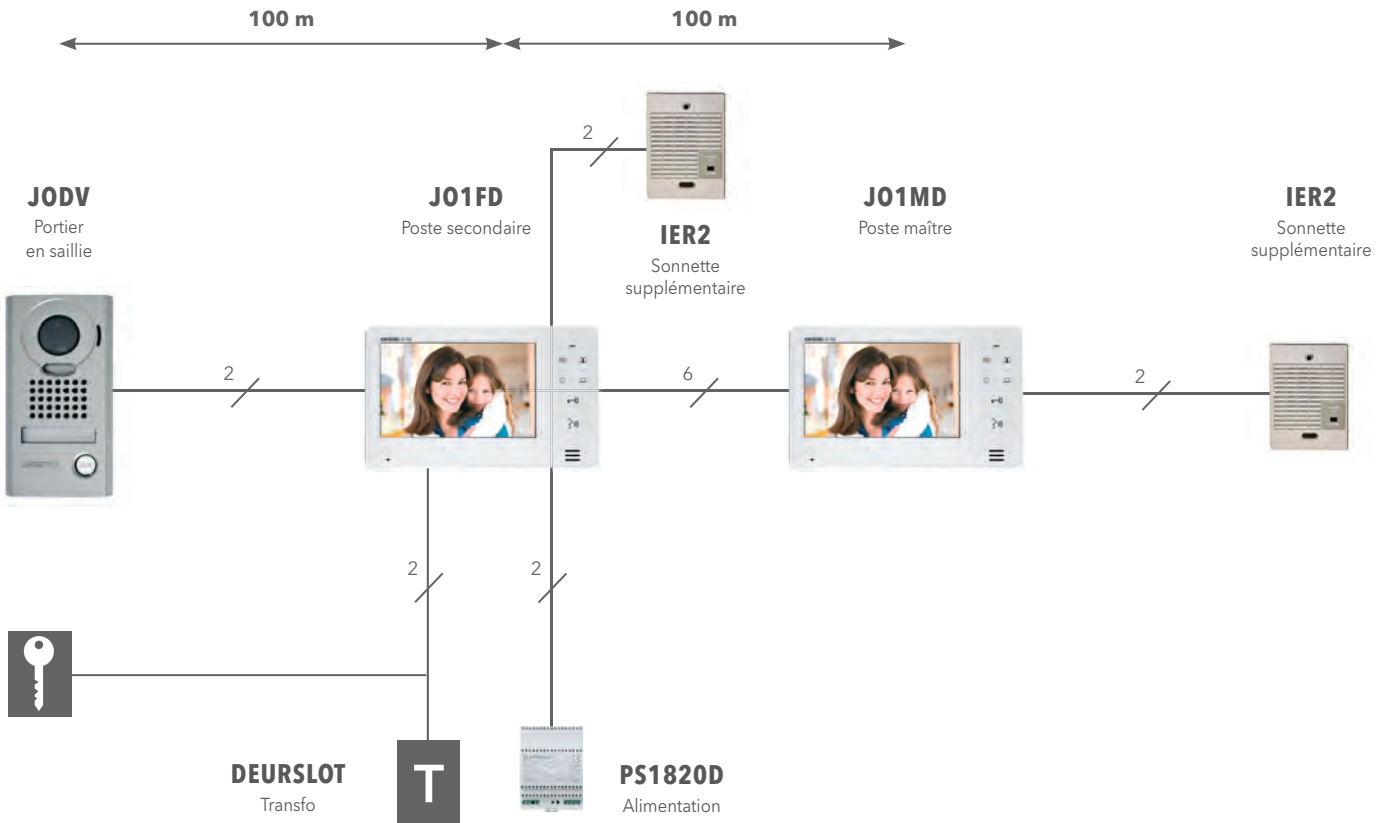 100 m
100 m
2
JODV
Portier
en saillie
JO1FD
Poste secondaire
IER2
Sonnette
supplémentaire
JO1MD
Poste maître
IER2
Sonnette
supplémentaire
2
6
2
2
2
DEURSLOT
Transfo
T
PS1820D
Alimentation